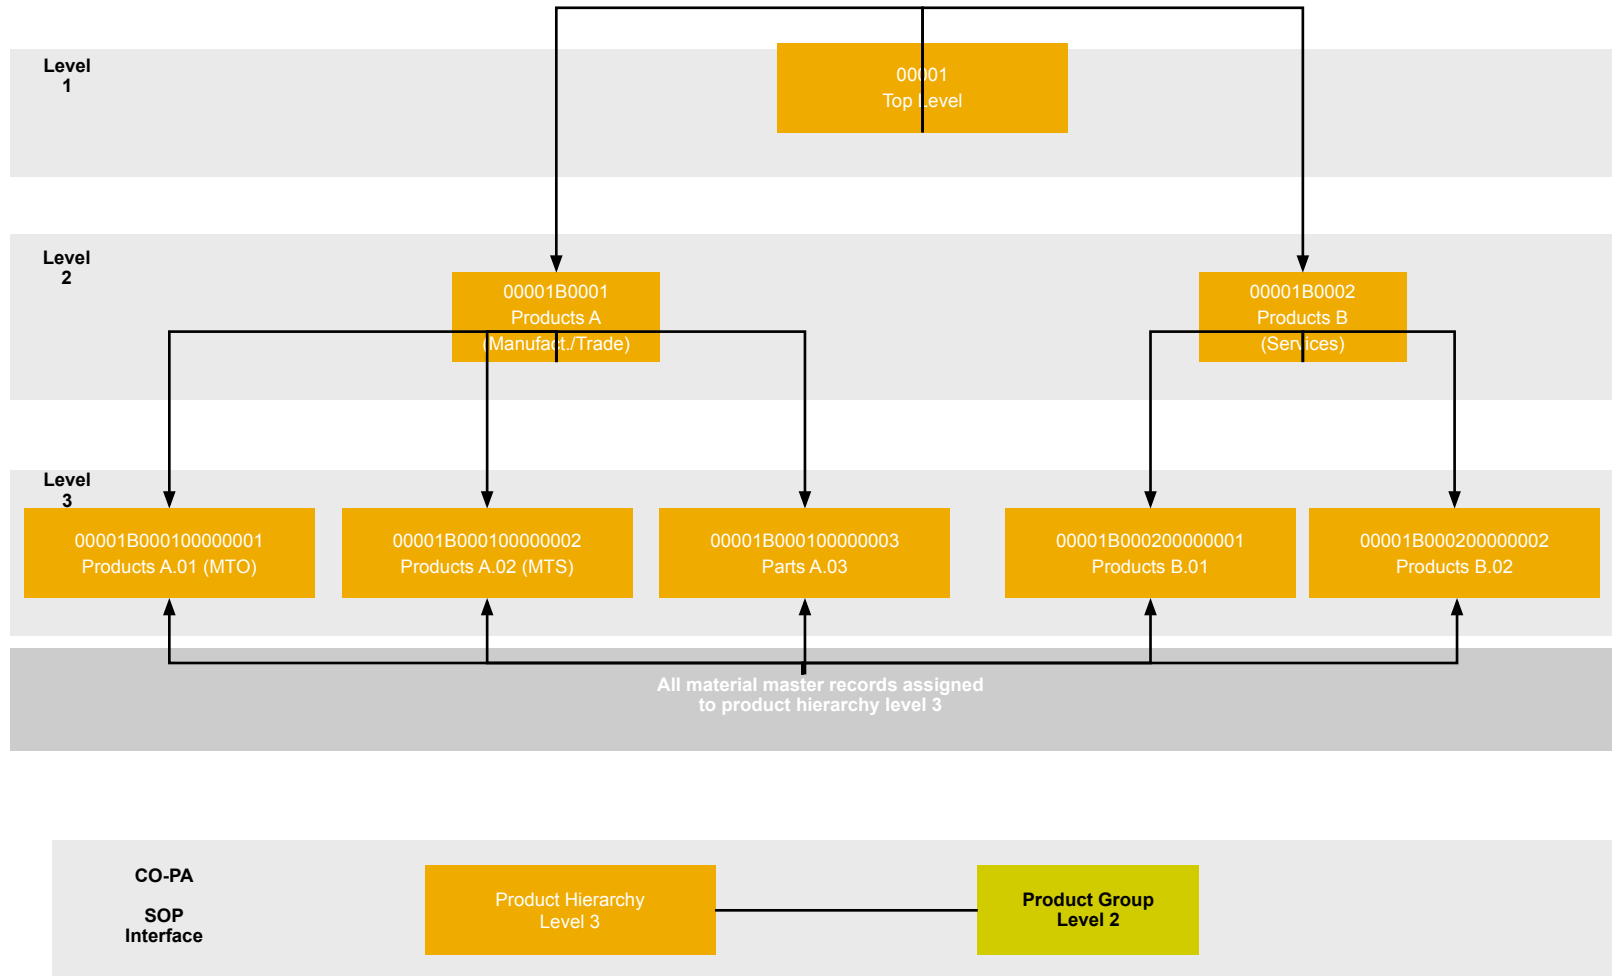 Level
1
00001
Top Level
Level
2
00001B0001
Products A
(Manufact./Trade)
00001B0002
Products B
(Services)
Level
3
00001B000100000001
Products A.01 (MTO)
00001B000100000002
Products A.02 (MTS)
00001B000100000003
Parts A.03
00001B000200000001
Products B.01
00001B000200000002
Products B.02
All material master records assigned
to product hierarchy level 3
CO-PA
SOP
Interface
Product Hierarchy
Level 3
Product Group
Level 2